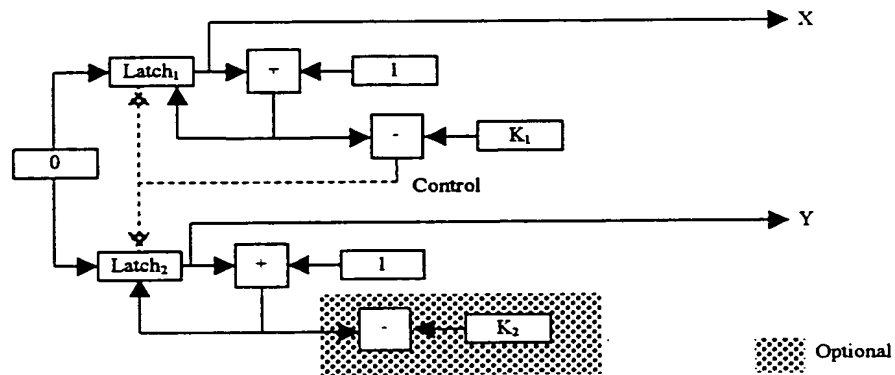 X
Latch₁
+
1
-
K₁
0
Control
Y
Latch₂
+
1
-
K₂
Optional